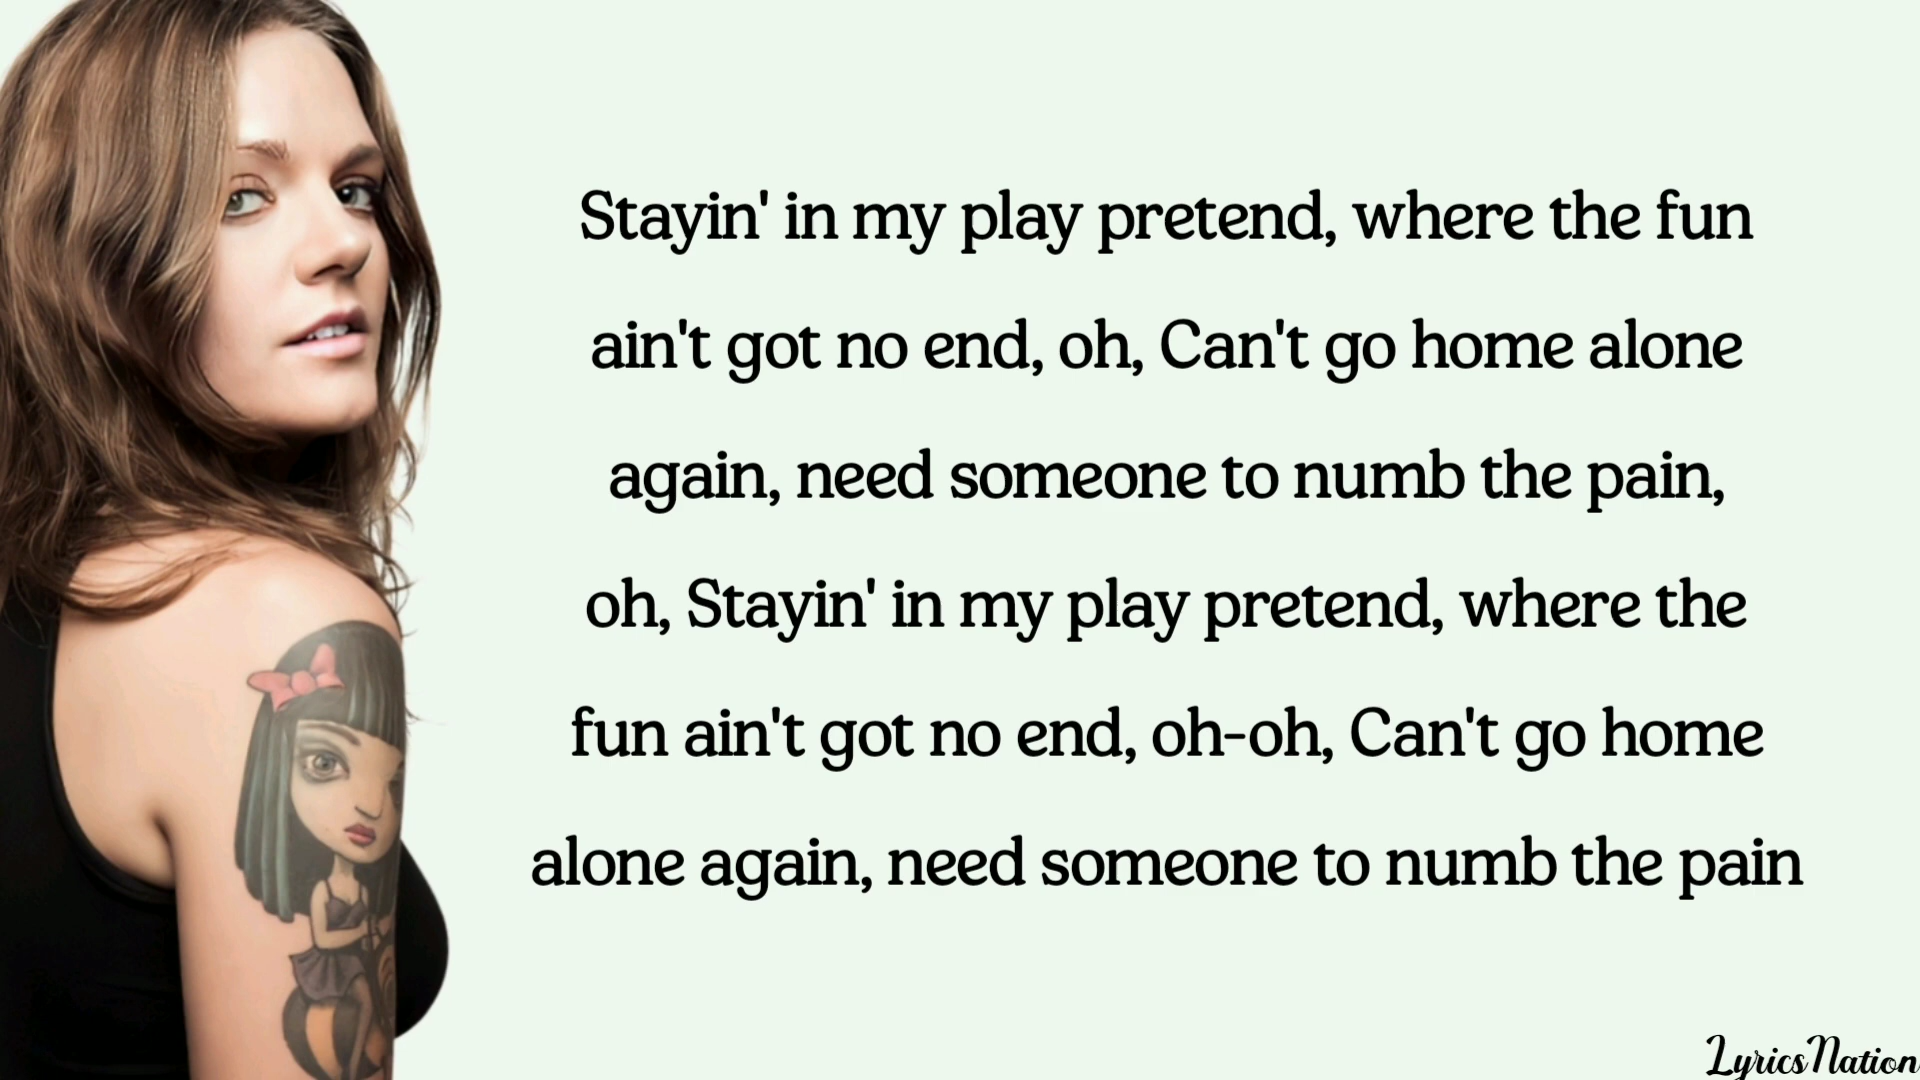 Stayin' in my play pretend, where the fun
ain't got no end, oh, Can't go home alone
again, need someone to numb the pain,
oh, Stayin' in my play pretend, where the
fun ain't got no end, oh-oh, Can't go home
alone again, need someone to numb the pain
LyricsNation